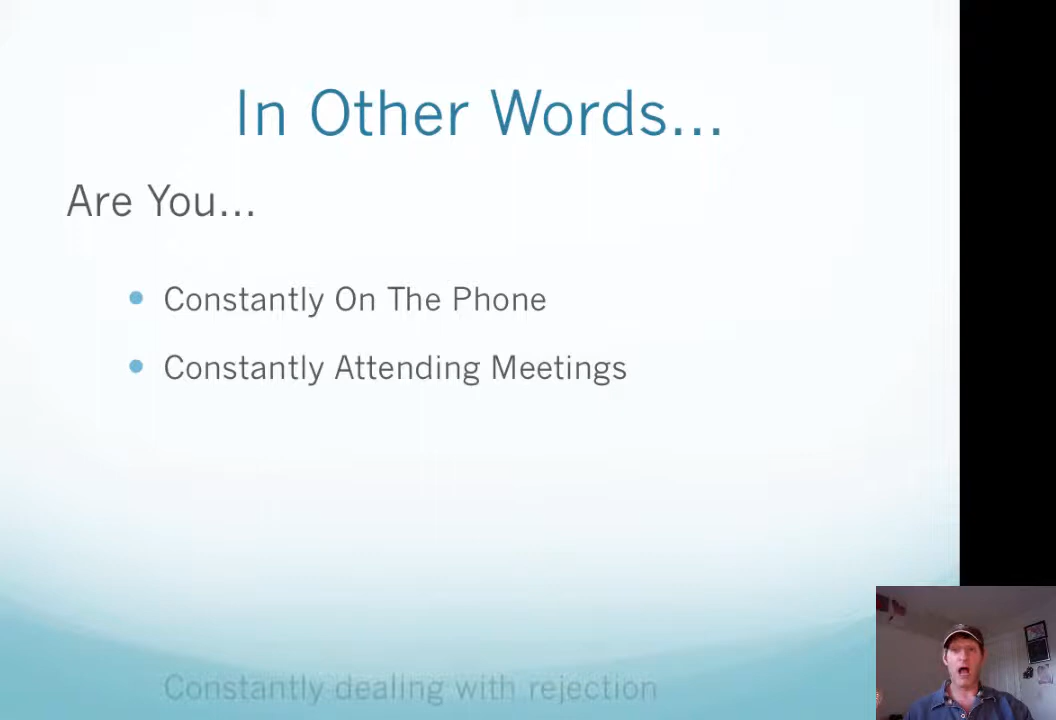 In Other Words...
Are You...
Constantly On The Phone
Constantly Attending Meetings
Constantly dealing with rejection